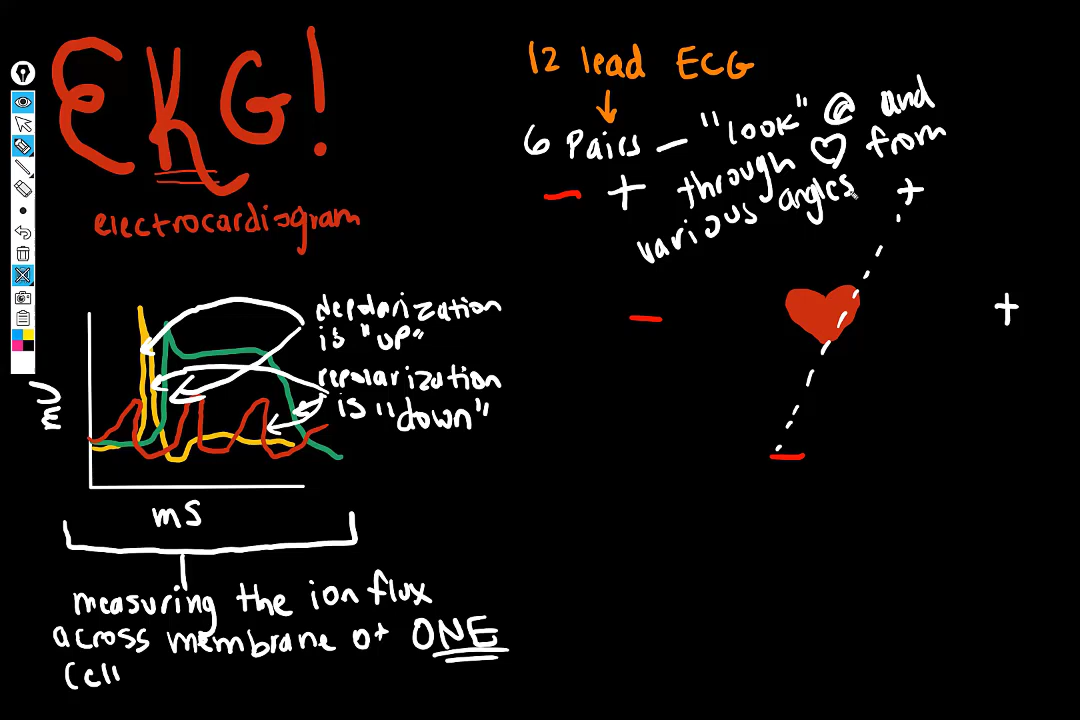 EKG!
electrocardiogram
depolarization
is "up"
repolarization
is "down"
mV
ms
measuring the ion flux
across membrane of ONE
cell
12 lead ECG
6 Pairs — "look" @ and
through ♡ from
various angles
− +
+
− +
−